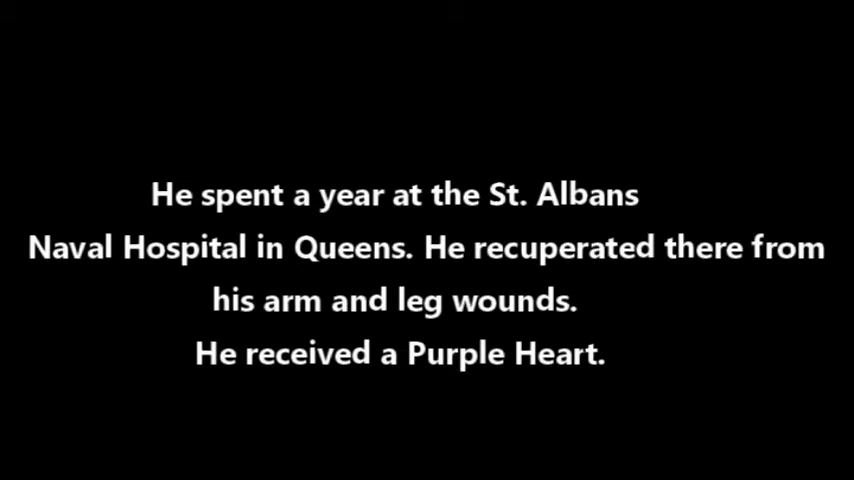 He spent a year at the St. Albans
Naval Hospital in Queens. He recuperated there from
his arm and leg wounds.
He received a Purple Heart.